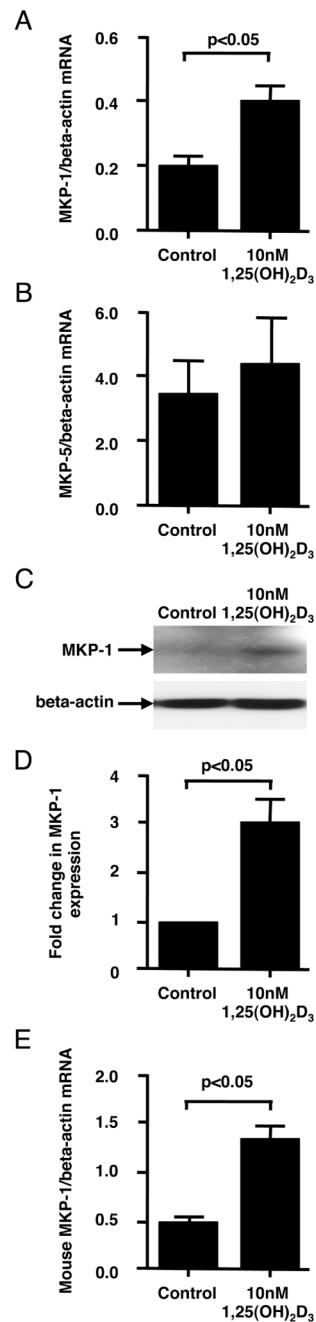 A
MKP-1/beta-actin mRNA
0.6
0.4
0.2
0.0
p<0.05
Control
10nM
1,25(OH)₂D₃
B
MKP-5/beta-actin mRNA
6.0
4.0
2.0
0.0
Control
10nM
1,25(OH)₂D₃
C
10nM
Control 1,25(OH)₂D₃
MKP-1
beta-actin
D
Fold change in MKP-1
expression
4
3
2
1
0
p<0.05
Control
10nM
1,25(OH)₂D₃
E
Mouse MKP-1/beta-actin mRNA
2.0
1.5
1.0
0.5
0.0
p<0.05
Control
10nM
1,25(OH)₂D₃